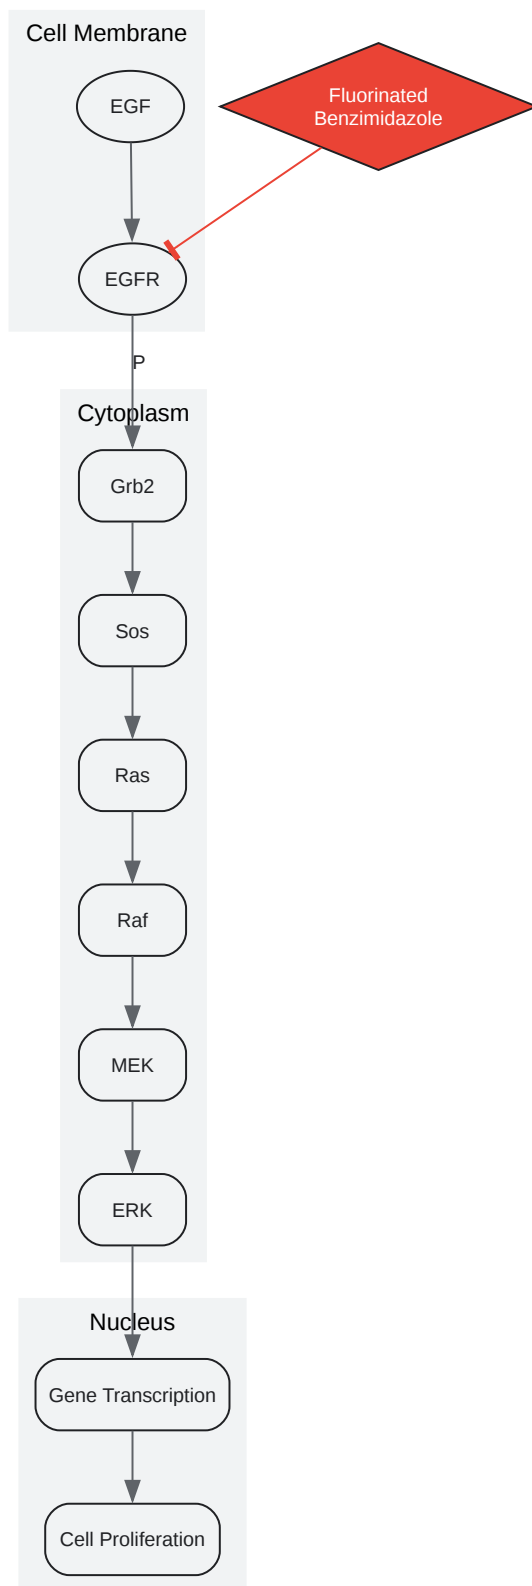 Cell Membrane
EGF
Fluorinated
Benzimidazole
EGFR
P
Cytoplasm
Grb2
Sos
Ras
Raf
MEK
ERK
Nucleus
Gene Transcription
Cell Proliferation